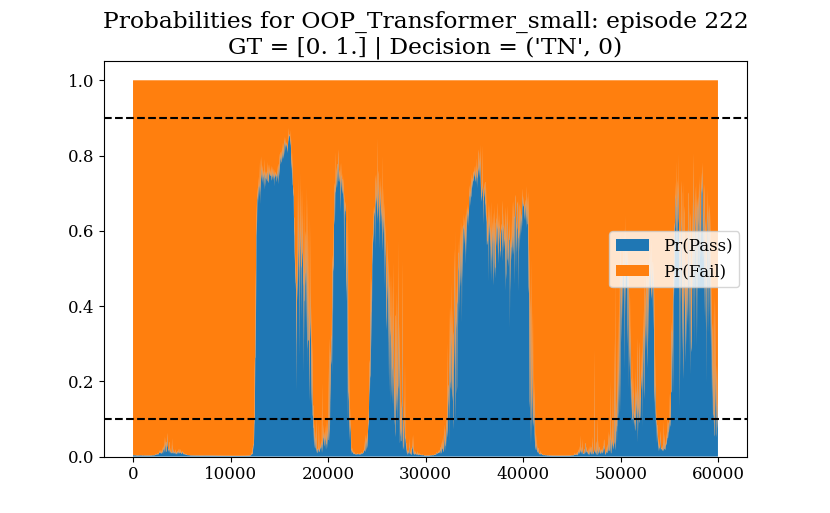 Probabilities for OOP_Transformer_small: episode 222
GT = [0. 1.] | Decision = ('TN', 0)
1.0
0.8
0.6
0.4
0.2
0.0
Pr(Pass)
Pr(Fail)
0 10000 20000 30000 40000 50000 60000